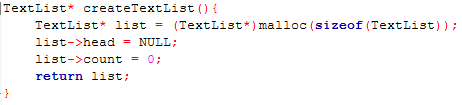 TextList* createTextList(){
    TextList* list = (TextList*)malloc(sizeof(TextList));
    list->head = NULL;
    list->count = 0;
    return list;
}